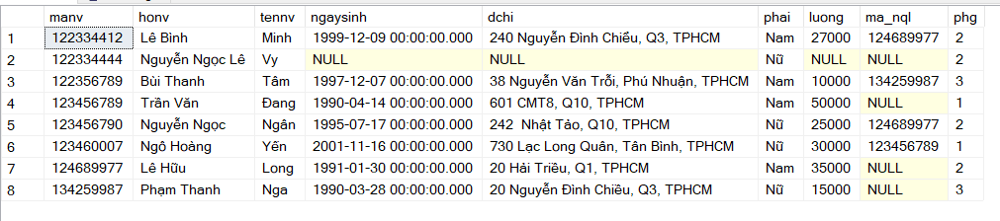 manv honv tennv ngaysinh dchi phai luong ma_nql phg
1 122334412 Lê Bình Minh 1999-12-09 00:00:00.000 240 Nguyễn Đình Chiểu, Q3, TPHCM Nam 27000 124689977 2
2 122334444 Nguyễn Ngọc Lê Vy NULL NULL Nữ NULL NULL 2
3 122356789 Bùi Thanh Tâm 1997-12-07 00:00:00.000 38 Nguyễn Văn Trỗi, Phú Nhuận, TPHCM Nam 10000 134259987 3
4 123456789 Trần Văn Đang 1990-04-14 00:00:00.000 601 CMT8, Q10, TPHCM Nam 50000 NULL 1
5 123456790 Nguyễn Ngọc Ngân 1995-07-17 00:00:00.000 242 Nhật Tảo, Q10, TPHCM Nữ 25000 124689977 2
6 123460007 Ngô Hoàng Yến 2001-11-16 00:00:00.000 730 Lạc Long Quân, Tân Bình, TPHCM Nữ 30000 123456789 1
7 124689977 Lê Hữu Long 1991-01-30 00:00:00.000 20 Hải Triều, Q1, TPHCM Nam 35000 NULL 2
8 134259987 Phạm Thanh Nga 1990-03-28 00:00:00.000 20 Nguyễn Đình Chiêu, Q3, TPHCM Nữ 15000 NULL 3